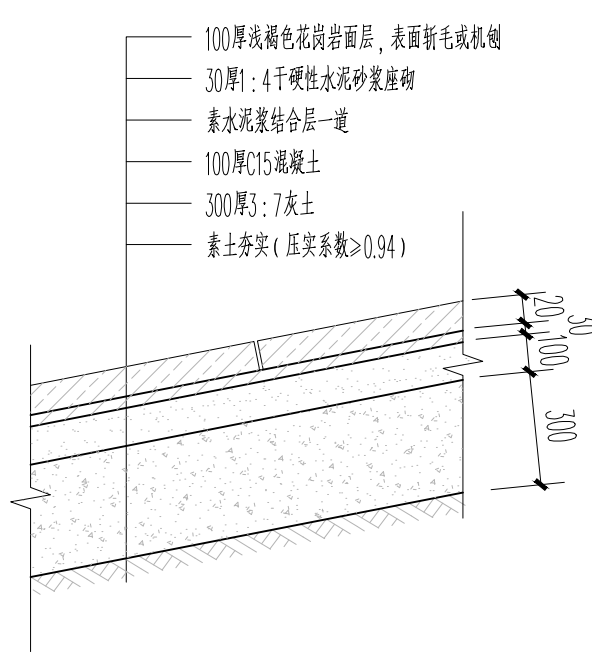 100厚浅褐色花岗岩面层，表面斩毛或机刨
30厚1：4干硬性水泥砂浆座砌
素水泥浆结合层一道
100厚C15混凝土
300厚3：7灰土
素土夯实（压实系数≥0.94）
20
30
100
300